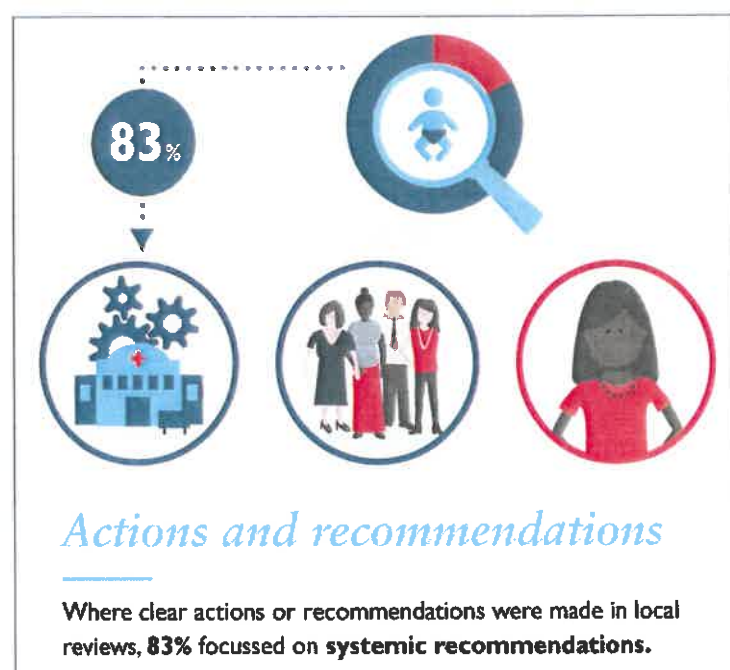 83%
Actions and recommendations
Where clear actions or recommendations were made in local
reviews, 83% focussed on systemic recommendations.